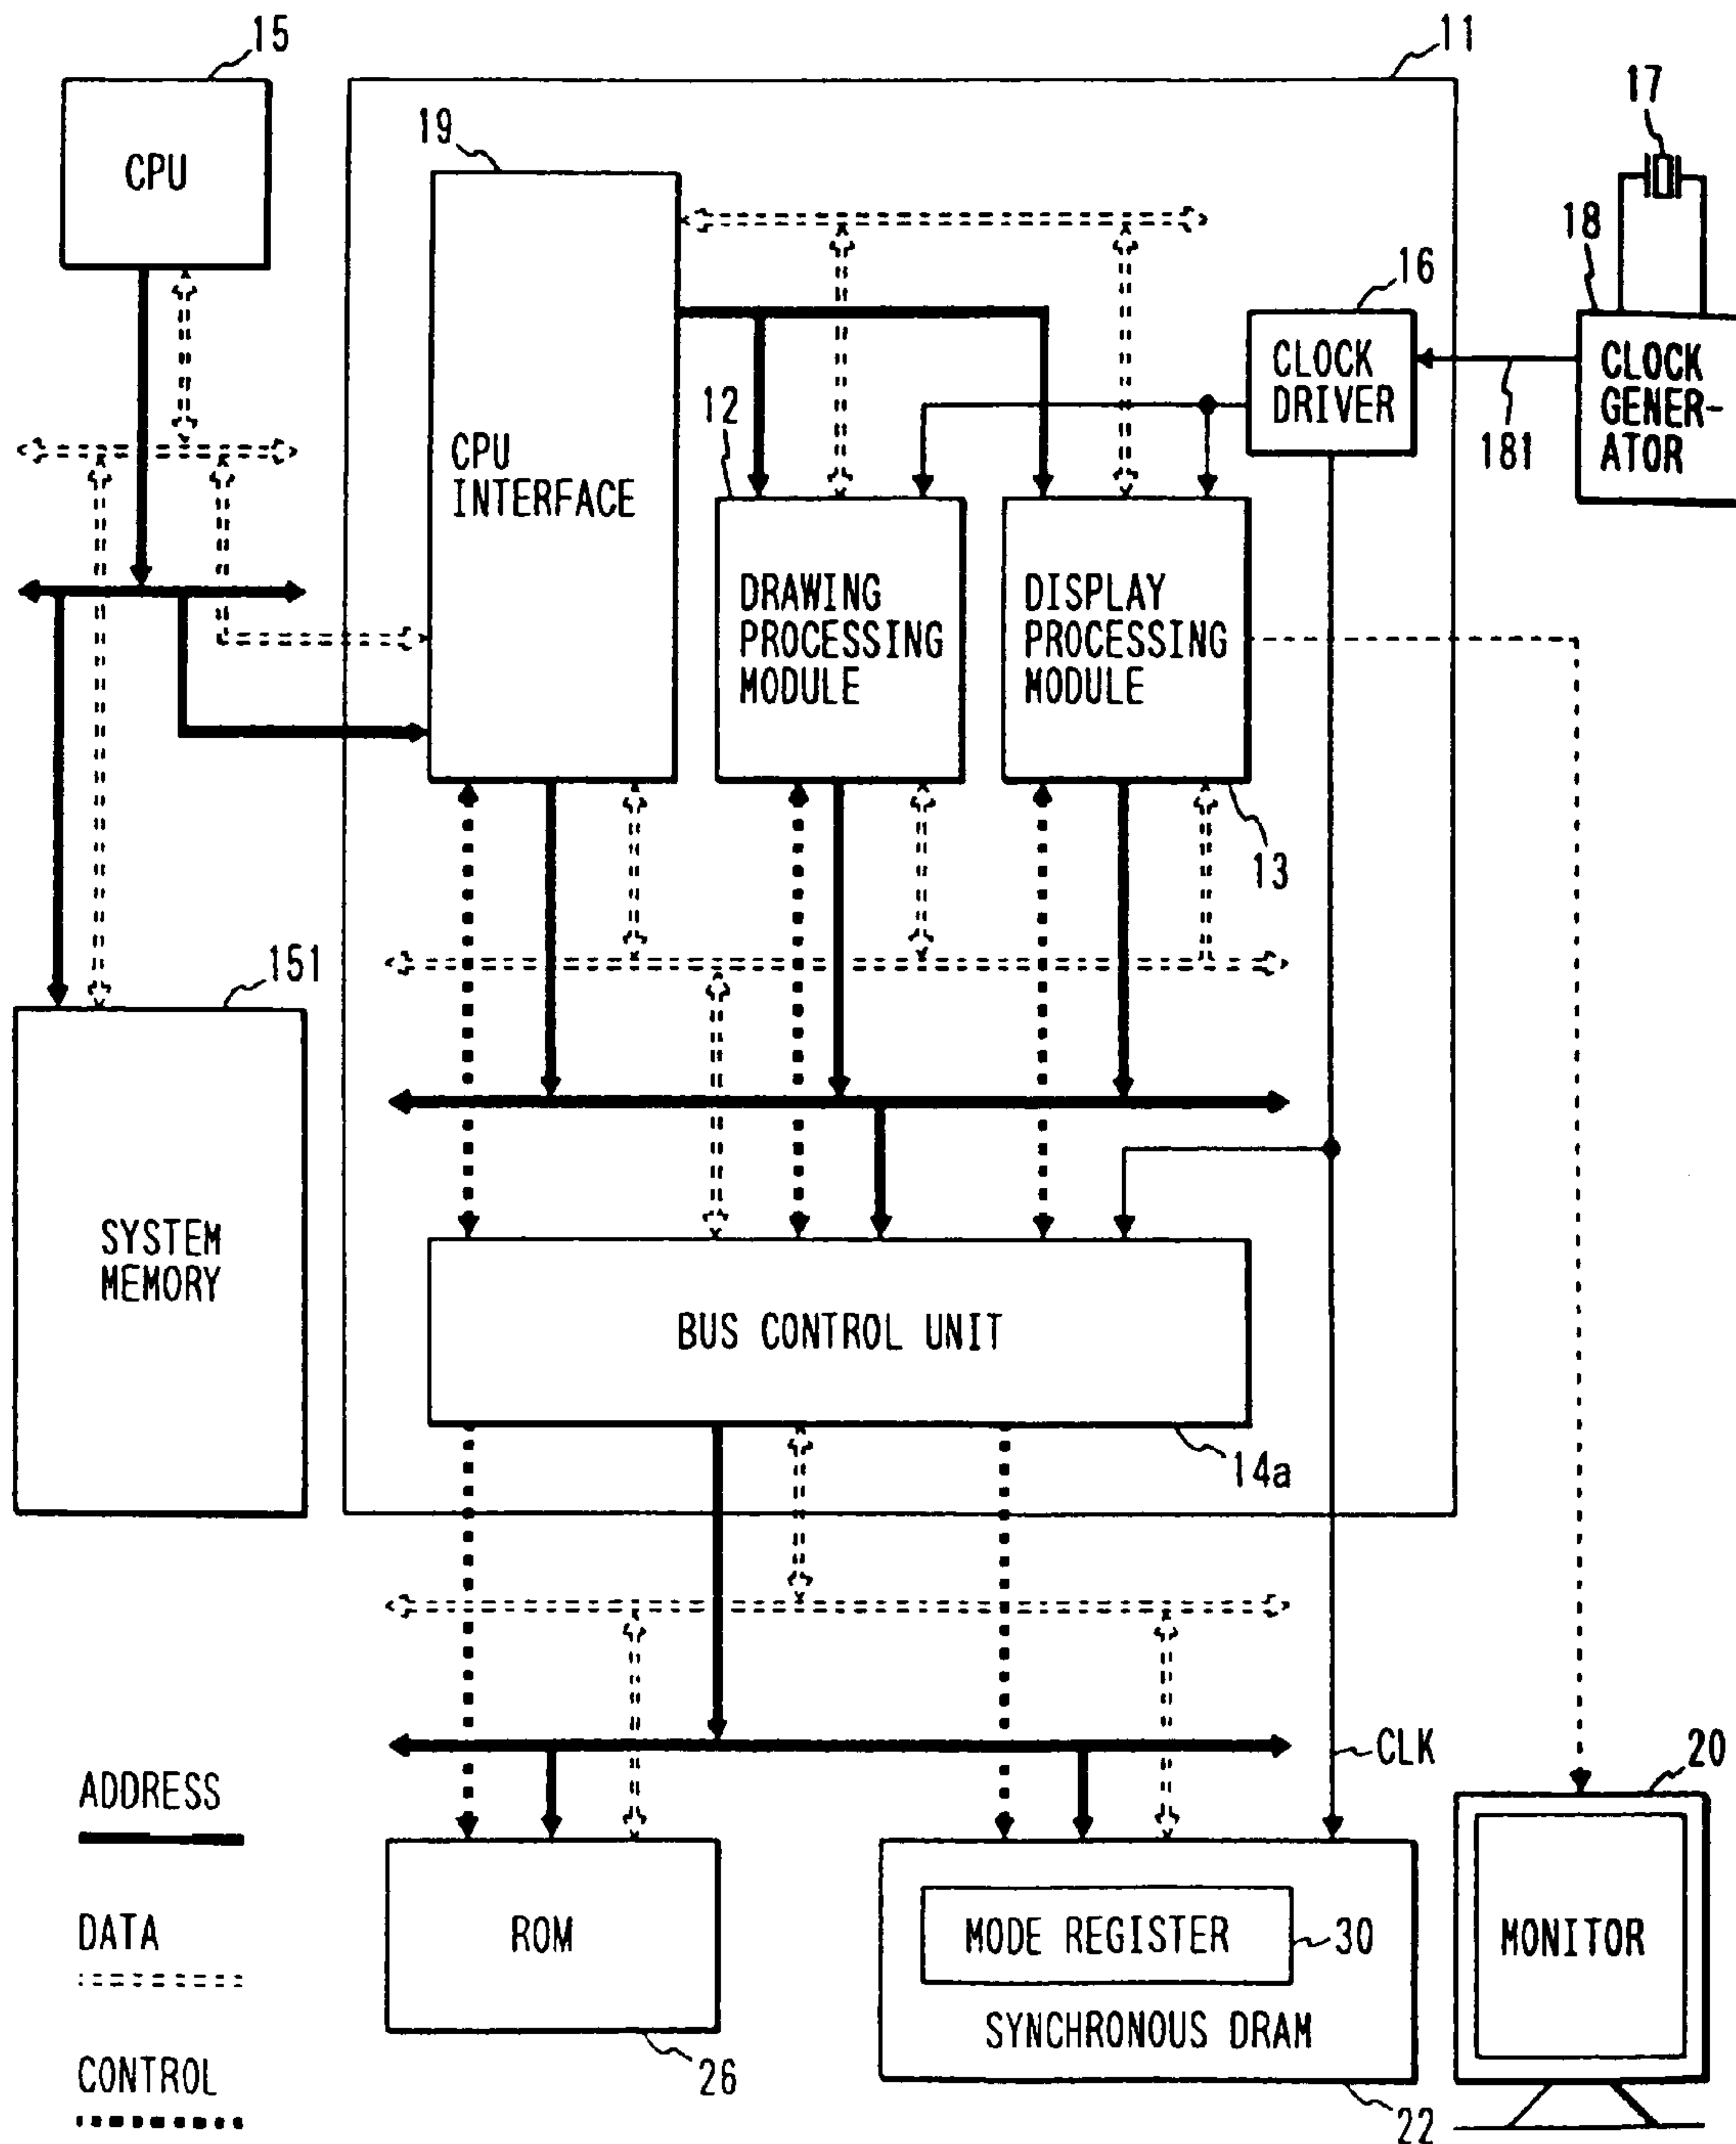 15
11
17
CPU
19
18
16
CLOCK
DRIVER
CLOCK
GENER-
ATOR
12
181
CPU
INTERFACE
DRAWING
PROCESSING
MODULE
DISPLAY
PROCESSING
MODULE
13
151
SYSTEM
MEMORY
BUS CONTROL UNIT
14a
CLK
20
ADDRESS
DATA
CONTROL
ROM
MODE REGISTER
30
MONITOR
SYNCHRONOUS DRAM
26
22